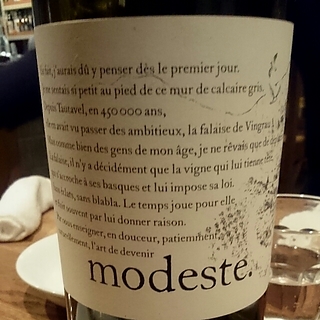 j'aurais dû y penser dès le premier jour.
me sentais si petit au pied de ce mur de calcaire gris.
Depuis Tautavel, en 450 000 ans,
en avait vu passer des ambitieux, la falaise de Vingrau
comme bien des gens de mon âge, je ne rêvais que de
il n'y a décidément que la vigne qui lui tienne
s'accroche à ses basques et lui impose sa loi.
sans blabla. Le temps joue pour elle
souvent par lui donner raison.
enseigner, en douceur, patiemment
l'art de devenir
modeste.